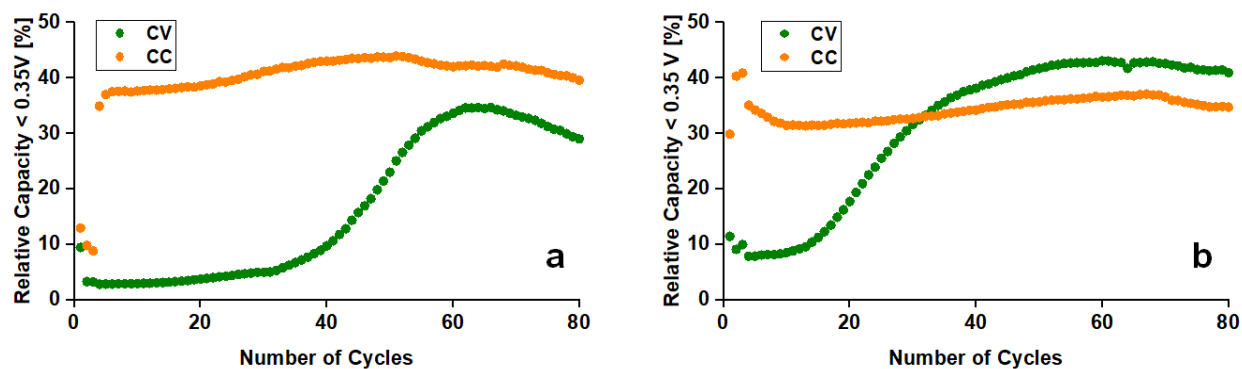 Relative Capacity < 0.35V [%]
50
40
30
20
10
0
CV
CC
a
0 20 40 60 80
Number of Cycles
Relative Capacity < 0.35 V [%]
50
40
30
20
10
0
CV
CC
b
0 20 40 60 80
Number of Cycles